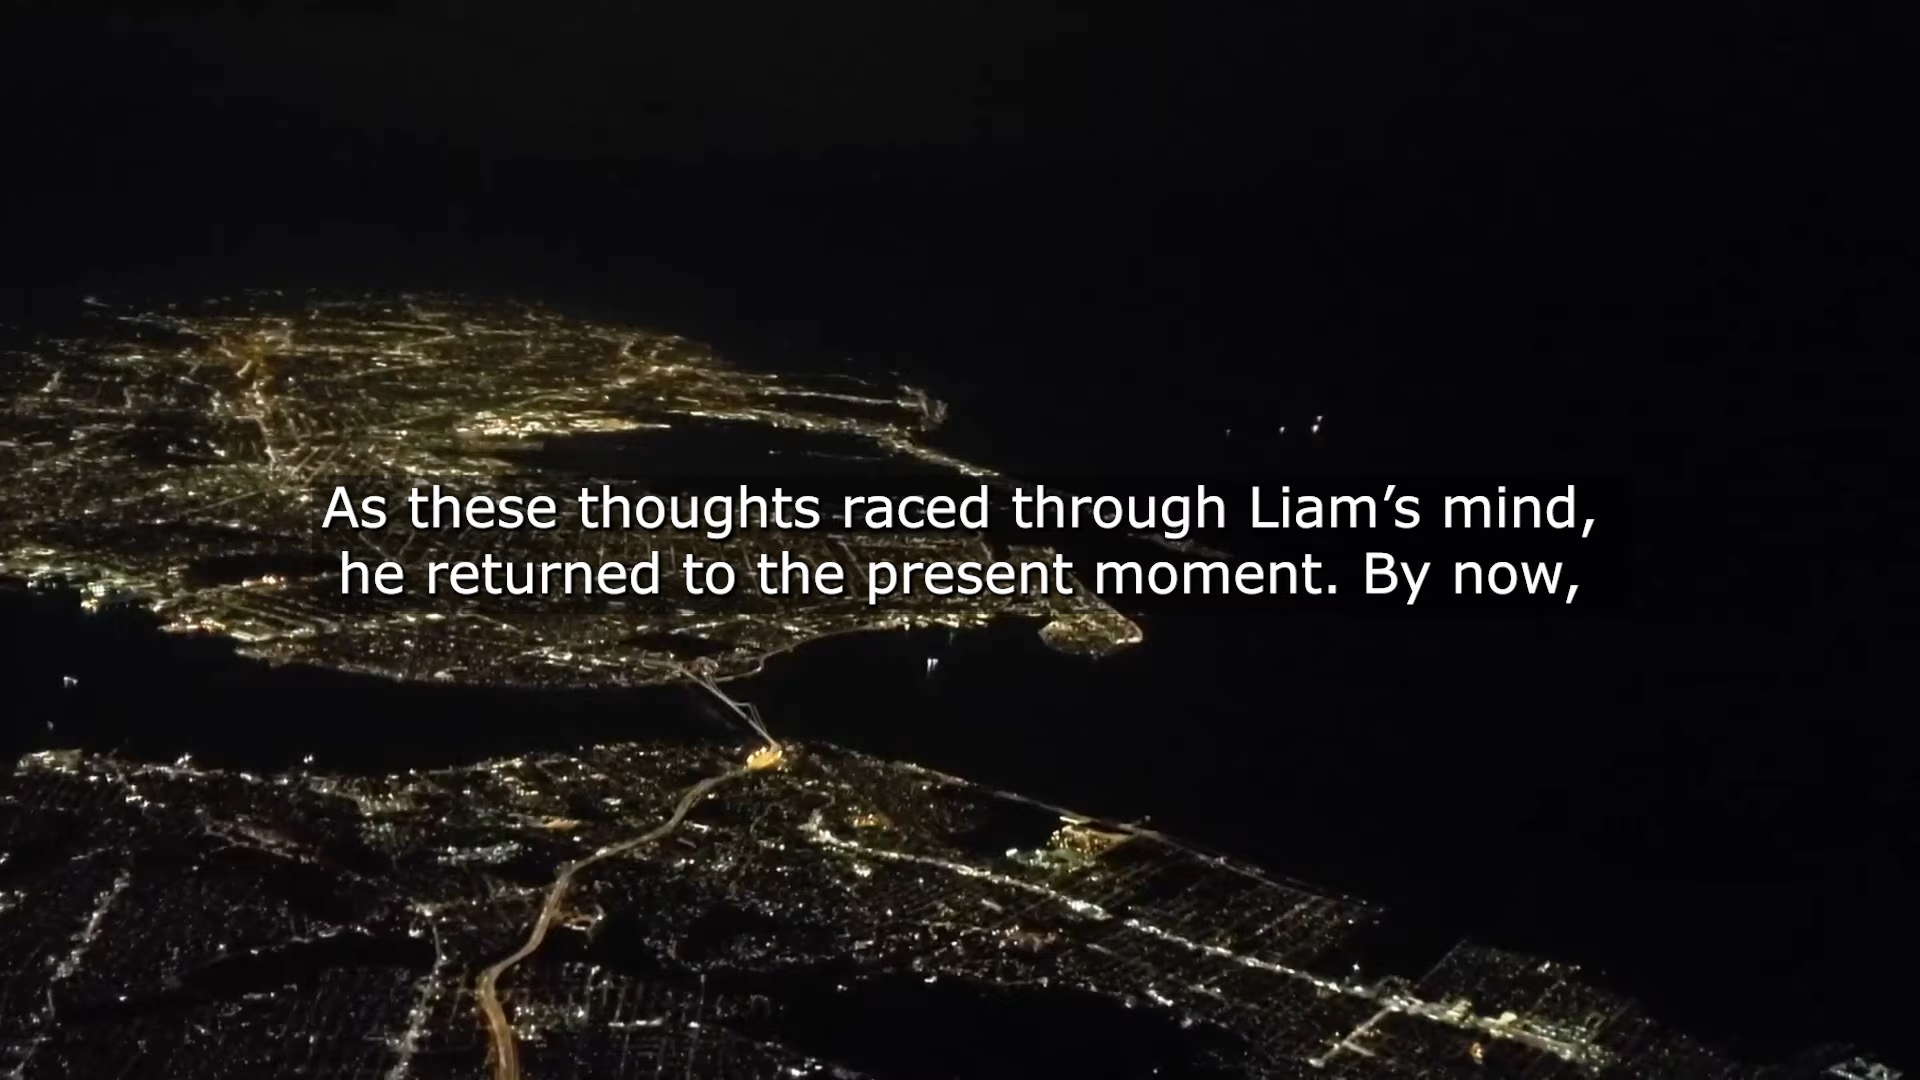 As these thoughts raced through Liam’s mind,
he returned to the present moment. By now,